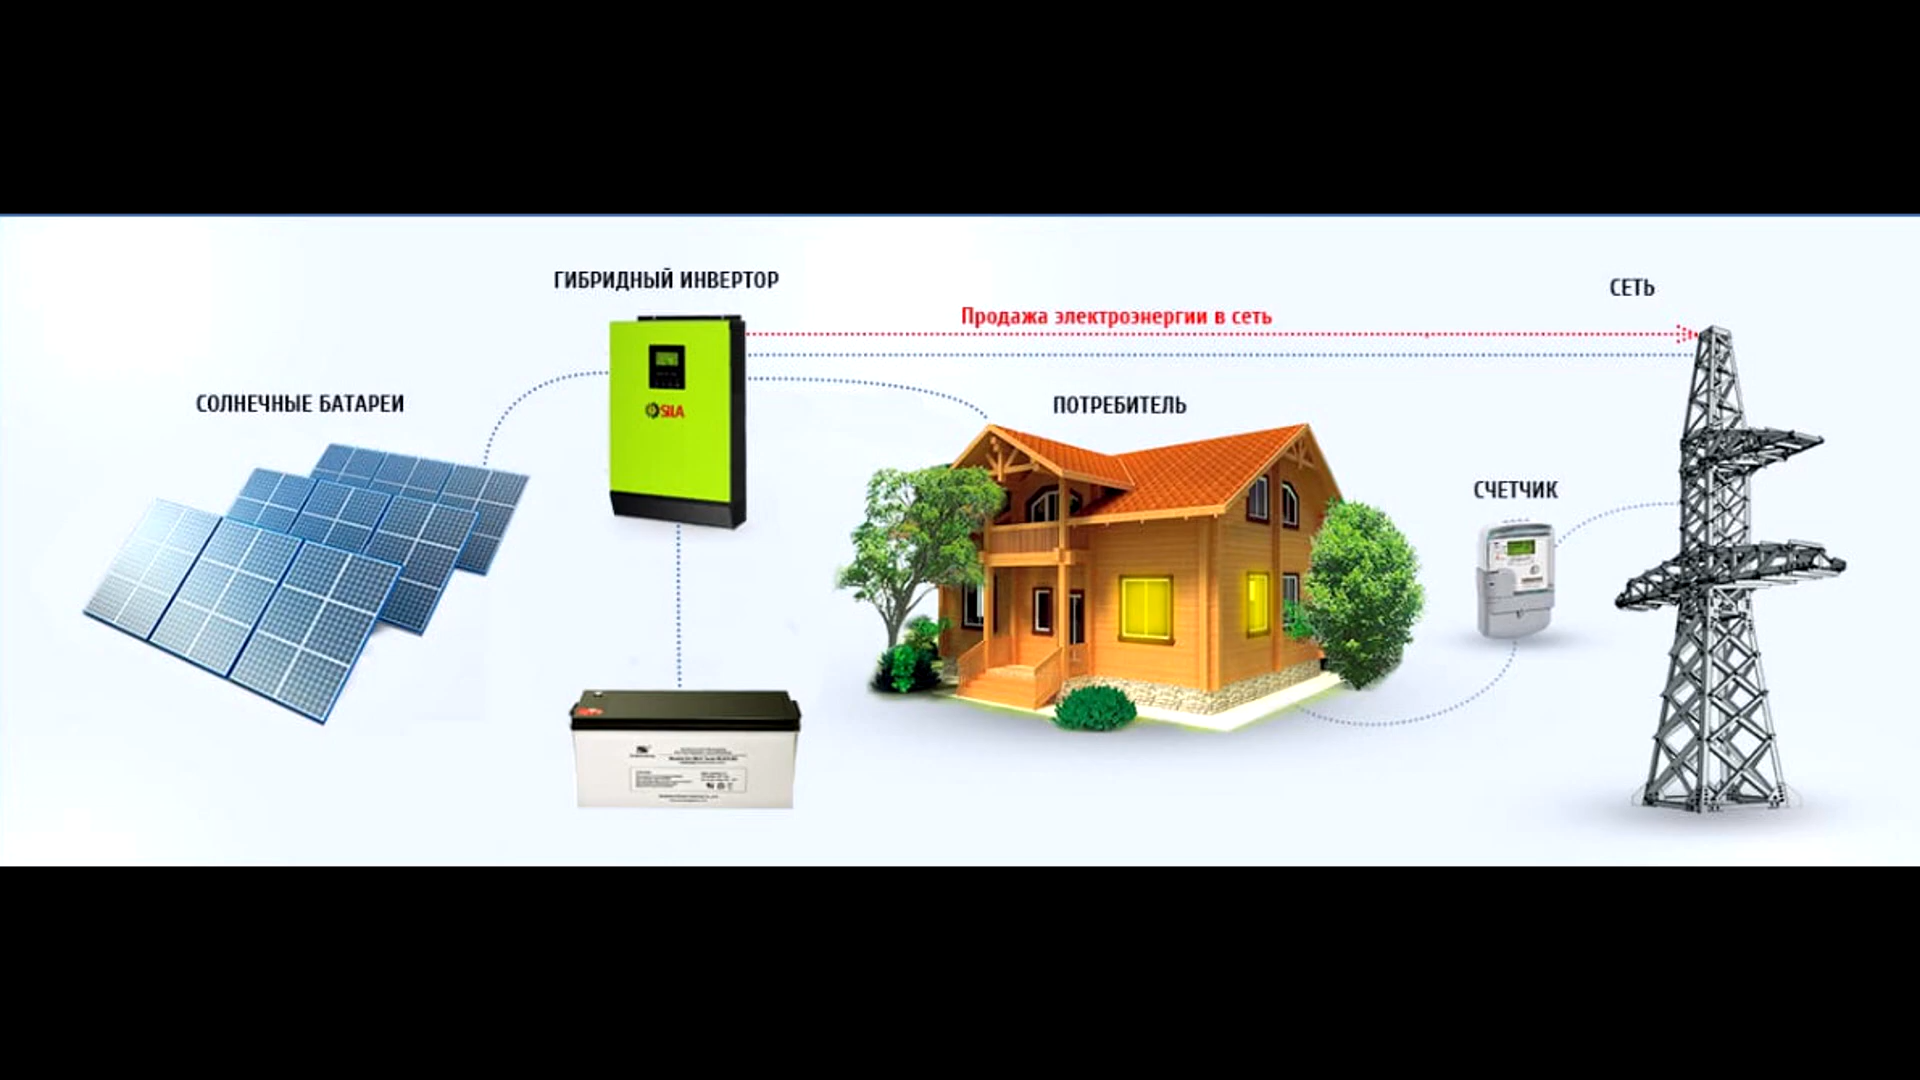 ГИБРИДНЫЙ ИНВЕРТОР
СЕТЬ
Продажа электроэнергии в сеть
СОЛНЕЧНЫЕ БАТАРЕИ
SILA
ПОТРЕБИТЕЛЬ
СЧЕТЧИК